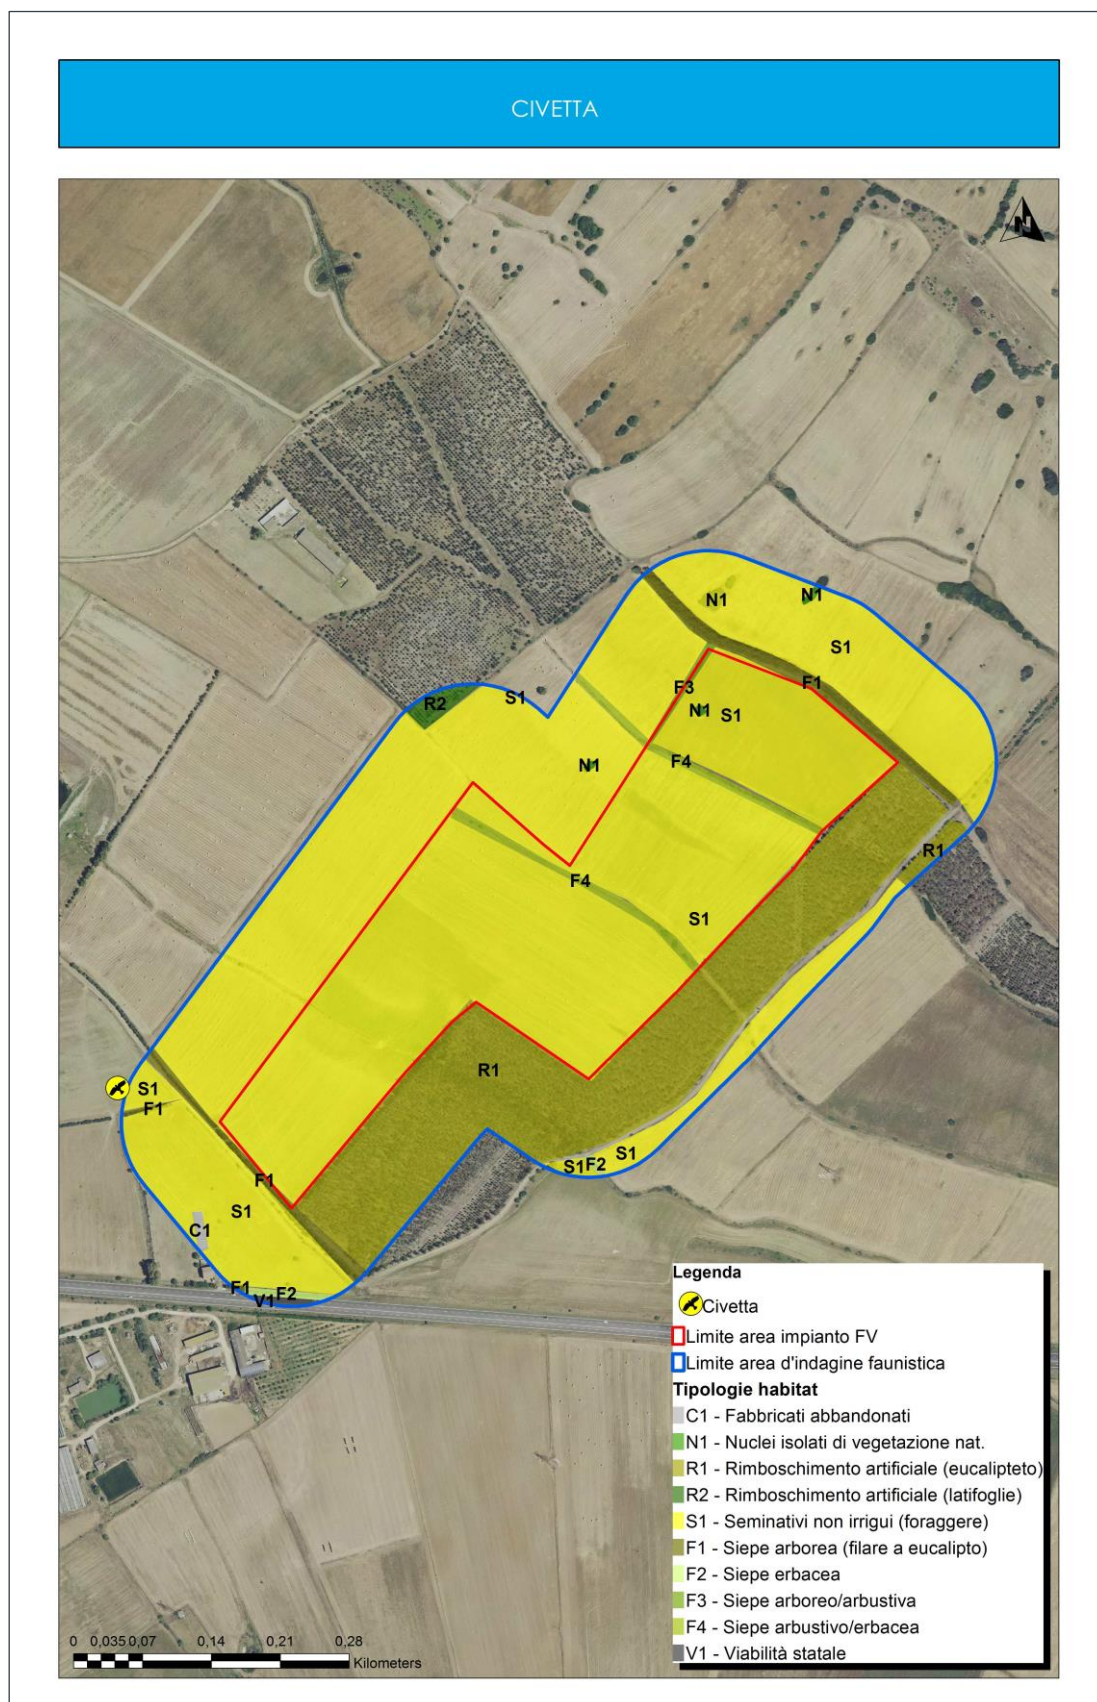 CIVETTA
N
N1
N1
S1
F3
F1
R2
S1
N1
S1
F4
N1
R1
F4
S1
R1
S1
F1
S1
S1
F2
F1
S1
C1
F1
F2
V1
Legenda
Civetta
Limite area impianto FV
Limite area d'indagine faunistica
Tipologie habitat
C1 - Fabbricati abbandonati
N1 - Nuclei isolati di vegetazione nat.
R1 - Rimboschimento artificiale (eucalipteto)
R2 - Rimboschimento artificiale (latifoglie)
S1 - Seminativi non irrigui (foraggere)
F1 - Siepe arborea (filare a eucalipto)
F2 - Siepe erbacea
F3 - Siepe arboreo/arbustiva
F4 - Siepe arbustivo/erbacea
V1 - Viabilità statale
0 0,035 0,07 0,14 0,21 0,28
Kilometers